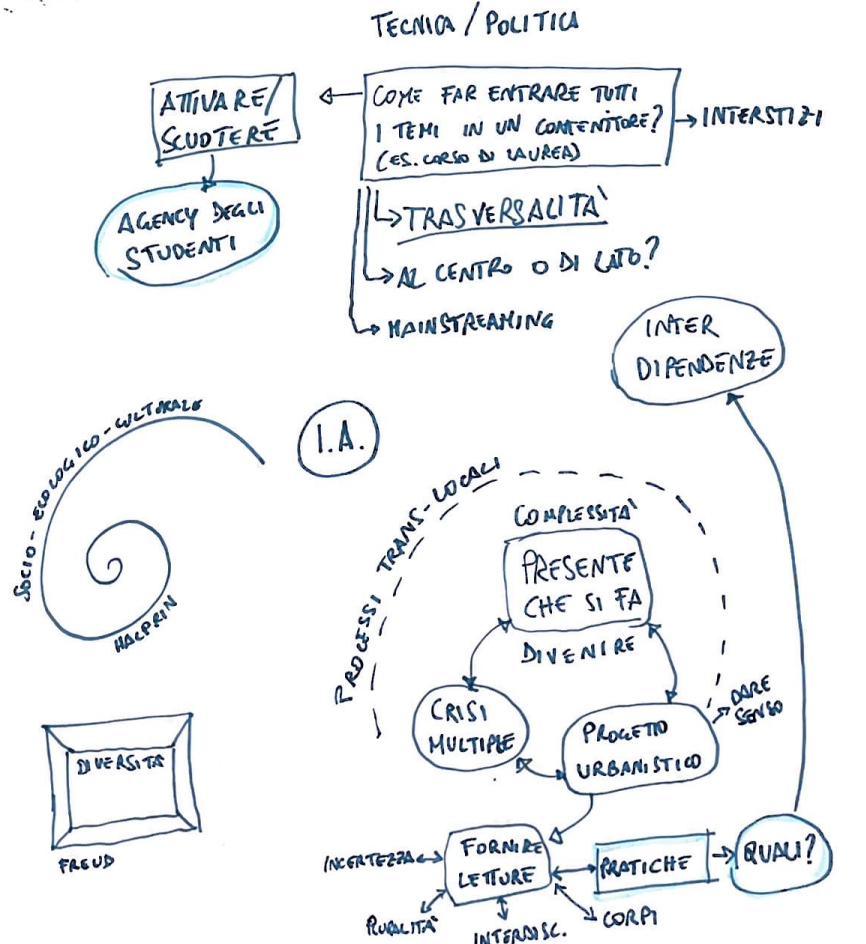 TECNICA / POLITICA
ATTIVARE/
SCUOTERE
COME FAR ENTRARE TUTTI
I TEMI IN UN CONTENITORE?
(ES. CORSO DI LAUREA)
INTERSTIZI
AGENCY DEGLI
STUDENTI
TRASVERSALITÀ
AL CENTRO O DI LATO?
MAINSTREAMING
INTER
DIPENDENZE
SOCIO-ECOLOGICO-CULTURALE
HALPRIN
I.A.
PROCESSI TRANS-LOCALI
COMPLESSITÀ
PRESENTE
CHE SI FA
DIVENIRE
CRISI
MULTIPLE
PROGETTO
URBANISTICO
DARE
SENSO
DIVERSITÀ
FREUD
INCERTEZZA
FORNIRE
LETTURE
PRATICHE
QUALI?
PLURALITÀ
INTERDISC.
CORPI